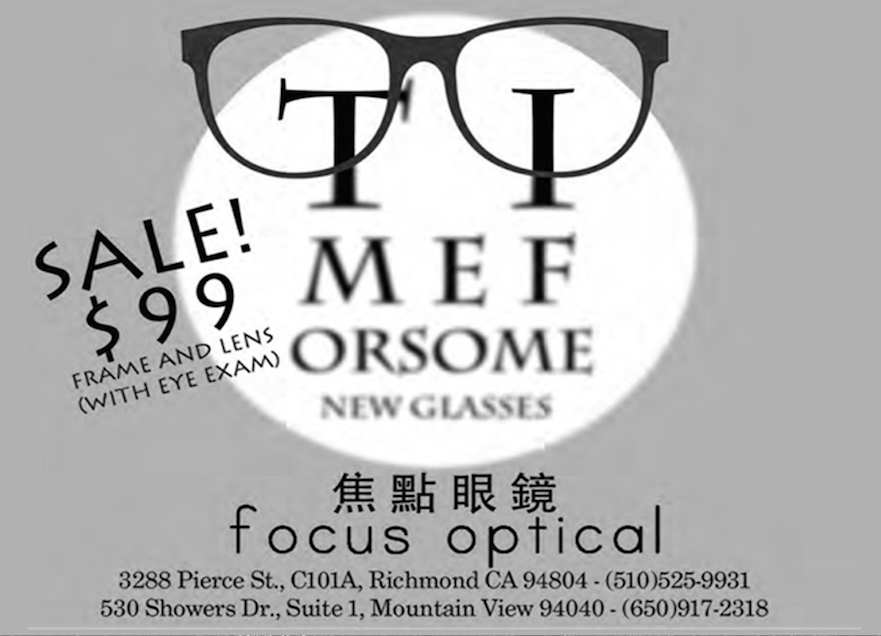 T I
M E F
ORSOME
NEW GLASSES
SALE!
$99
FRAME AND LENS
(WITH EYE EXAM)
焦點眼鏡
focus optical
3288 Pierce St., C101A, Richmond CA 94804 - (510)525-9931
530 Showers Dr., Suite 1, Mountain View 94040 - (650)917-2318